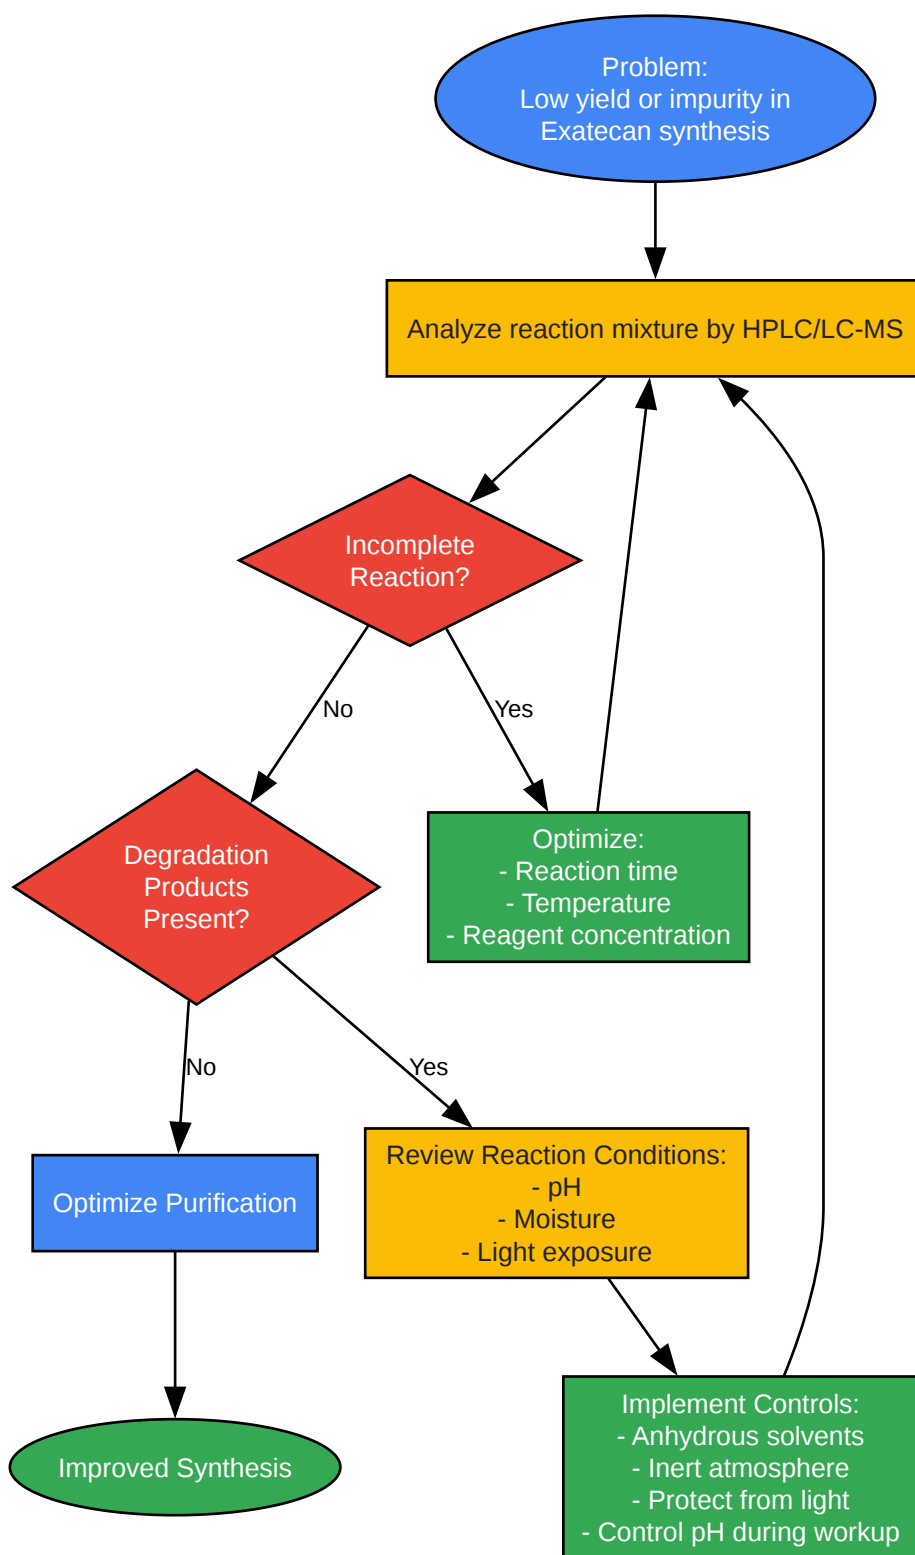 Problem:
Low yield or impurity in
Exatecan synthesis
Analyze reaction mixture by HPLC/LC-MS
Incomplete
Reaction?
No
Yes
Optimize:
- Reaction time
- Temperature
- Reagent concentration
Degradation
Products
Present?
No
Yes
Review Reaction Conditions:
- pH
- Moisture
- Light exposure
Optimize Purification
Implement Controls:
- Anhydrous solvents
- Inert atmosphere
- Protect from light
- Control pH during workup
Improved Synthesis